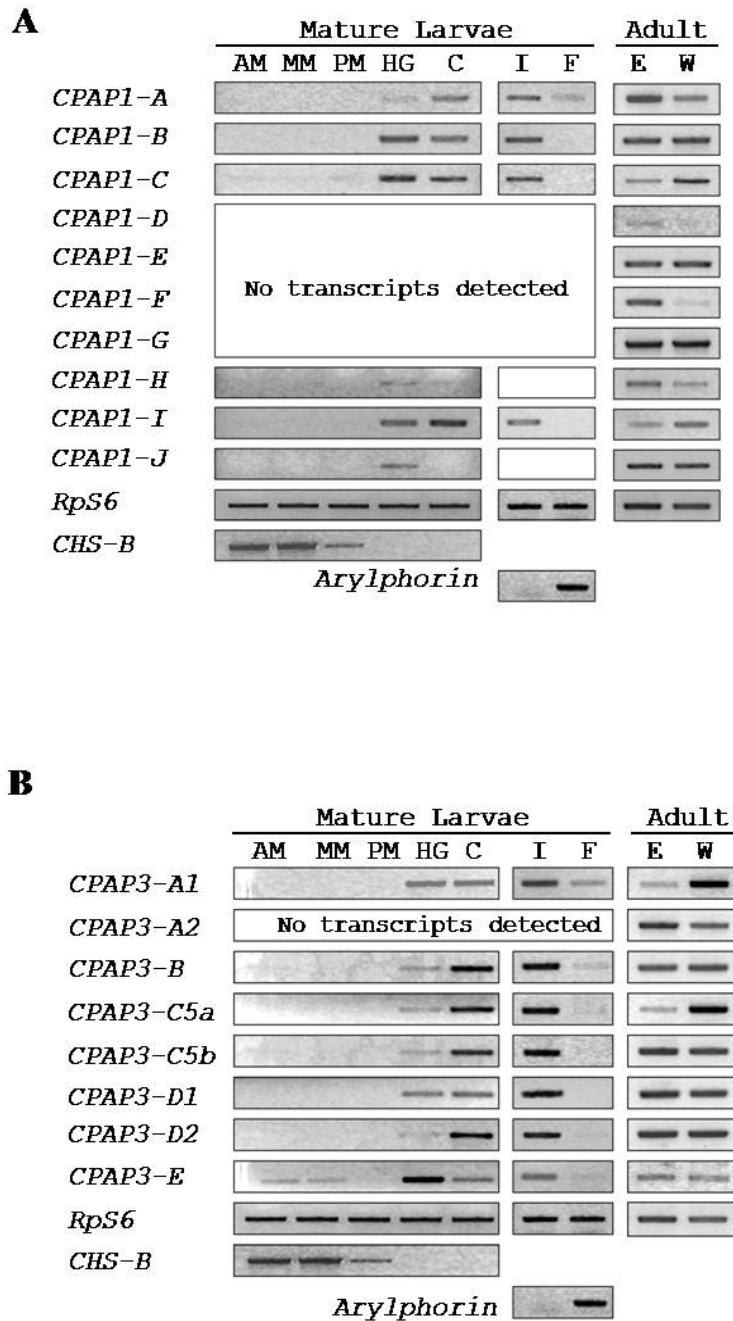 A
Mature Larvae Adult
AM MM PM HG C I F E W
CPAP1-A
CPAP1-B
CPAP1-C
CPAP1-D
CPAP1-E
No transcripts detected
CPAP1-F
CPAP1-G
CPAP1-H
CPAP1-I
CPAP1-J
RpS6
CHS-B
Arylphorin
B
Mature Larvae Adult
AM MM PM HG C I F E W
CPAP3-A1
CPAP3-A2 No transcripts detected
CPAP3-B
CPAP3-C5a
CPAP3-C5b
CPAP3-D1
CPAP3-D2
CPAP3-E
RpS6
CHS-B
Arylphorin